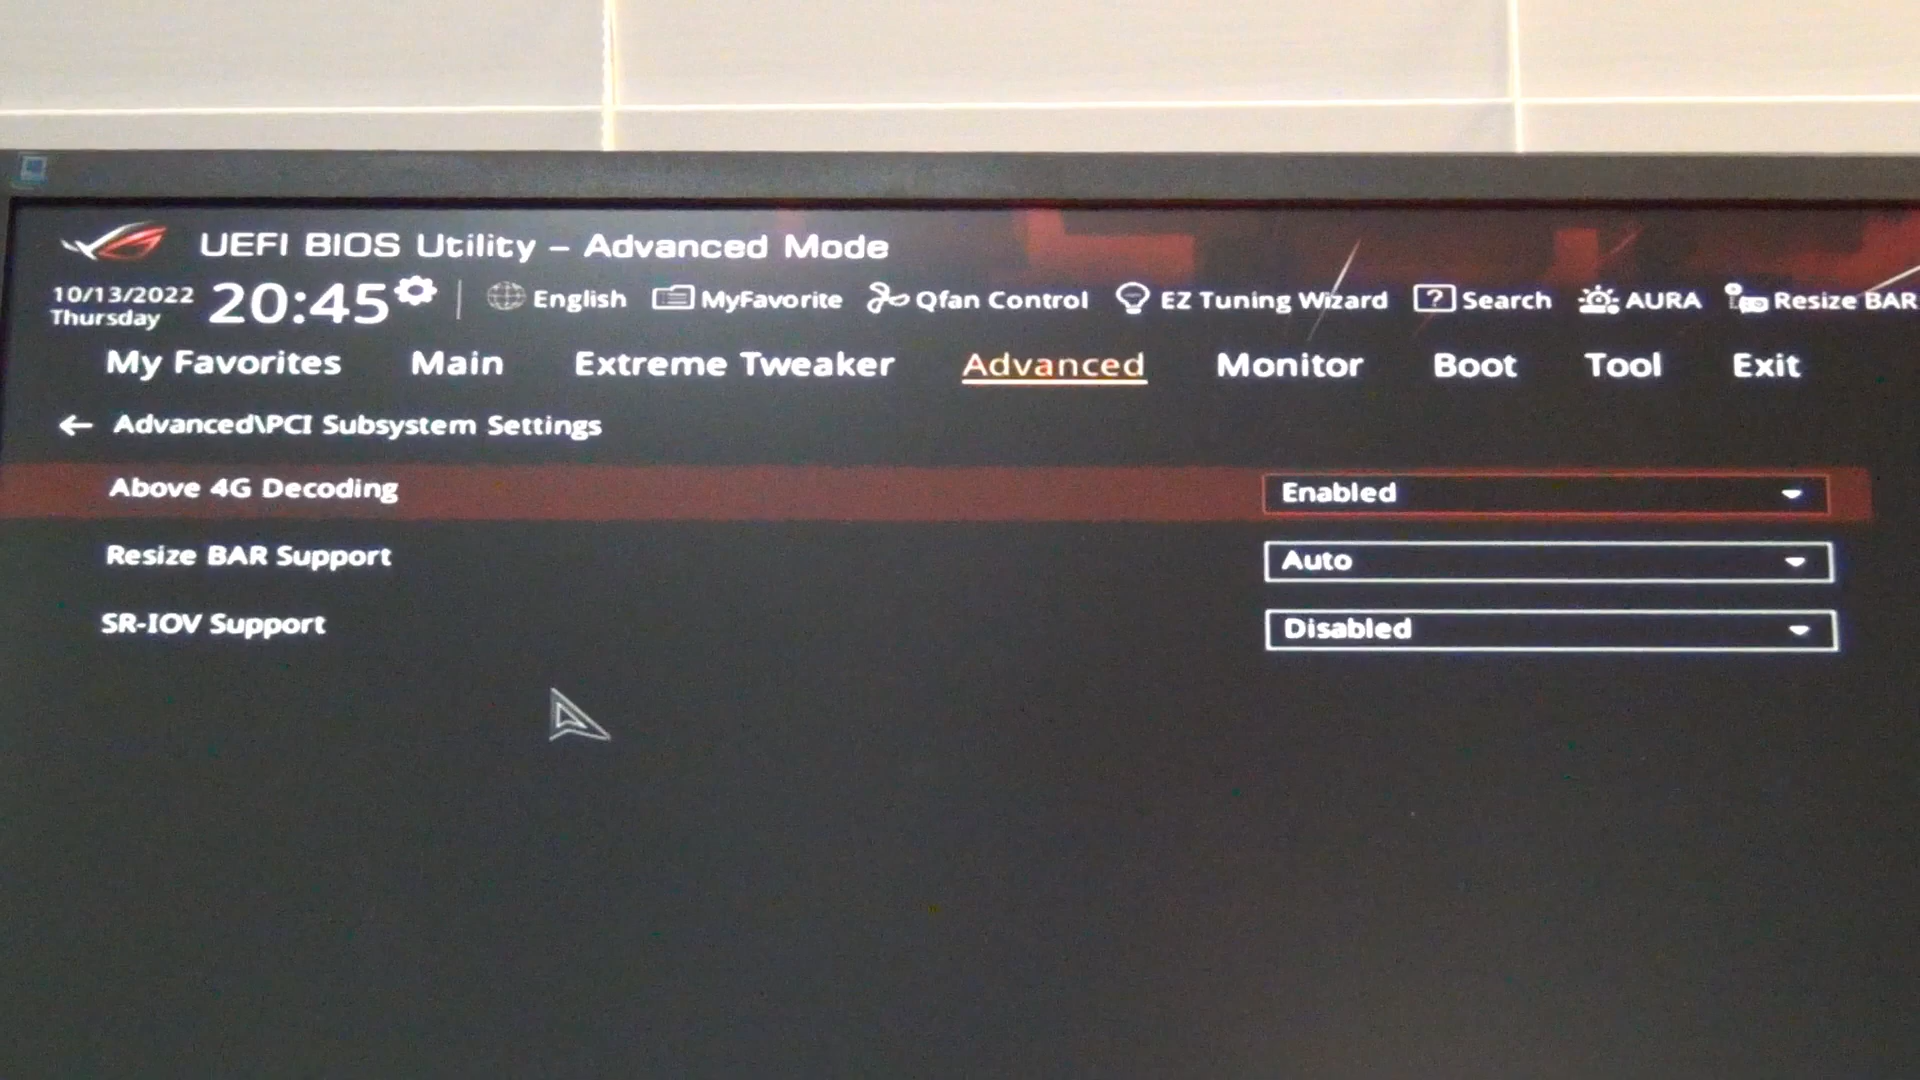 UEFI BIOS Utility – Advanced Mode
10/13/2022
Thursday
20:45
English
MyFavorite
Qfan Control
EZ Tuning Wizard
? Search
AURA
Resize BAR
My Favorites
Main
Extreme Tweaker
Advanced
Monitor
Boot
Tool
Exit
Advanced\PCI Subsystem Settings
Above 4G Decoding
Enabled
Resize BAR Support
Auto
SR-IOV Support
Disabled